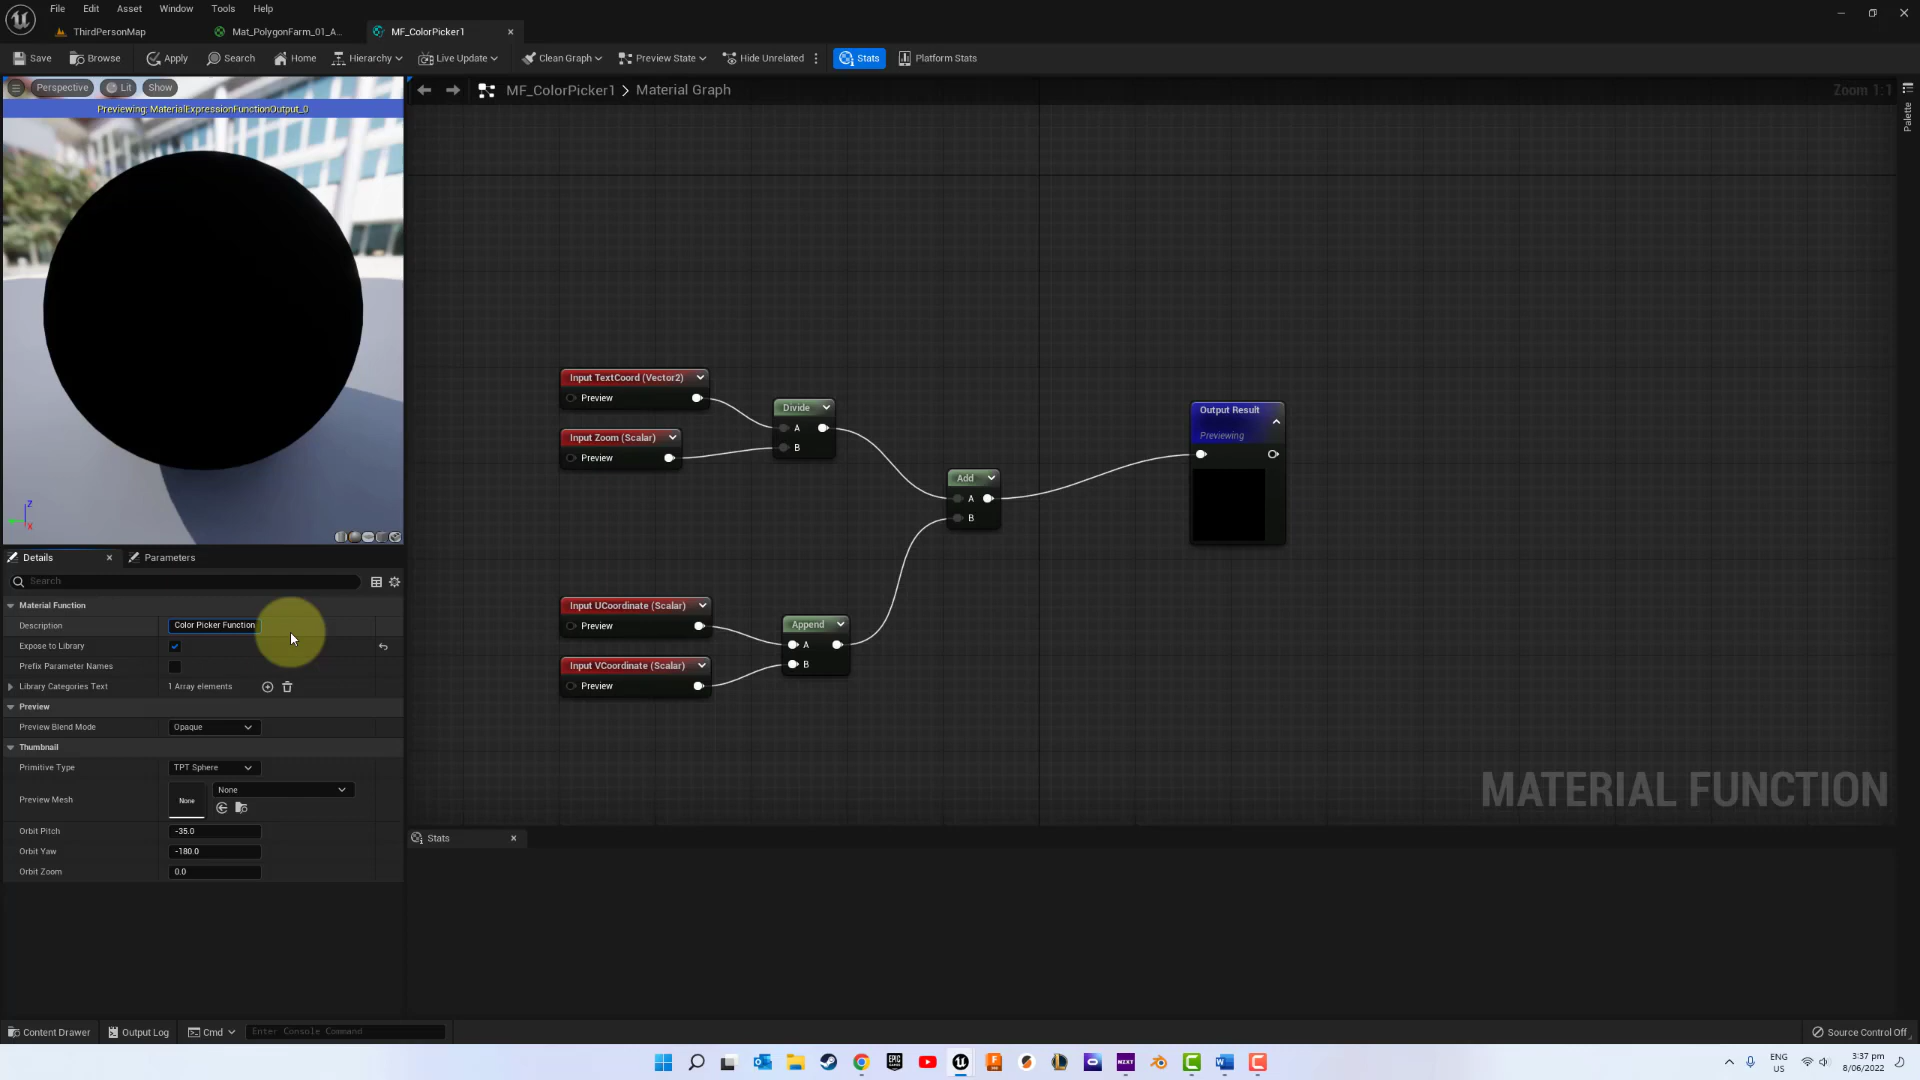 File Edit Asset Window Tools Help
ThirdPersonMap Mat_PolygonFarm_01_A... MF_ColorPicker1
Save Browse Apply Search Home Hierarchy Live Update Clean Graph Preview State Hide Unrelated Stats Platform Stats
Perspective Lit Show
Previewing: MaterialExpressionFunctionOutput_0
MF_ColorPicker1 > Material Graph
Zoom 1:1
Palette
Input TextCoord (Vector2)
Preview
Input Zoom (Scalar)
Preview
Divide
A
B
Add
A
B
Output Result
Previewing
Input UCoordinate (Scalar)
Preview
Input VCoordinate (Scalar)
Preview
Append
A
B
MATERIAL FUNCTION
Z
X
Details Parameters
Search
Material Function
Description Color Picker Function
Expose to Library
Prefix Parameter Names
Library Categories Text 1 Array elements
Preview
Preview Blend Mode Opaque
Thumbnail
Primitive Type TPT Sphere
Preview Mesh None None
Orbit Pitch -35.0
Orbit Yaw -180.0
Orbit Zoom 0.0
Stats
Content Drawer Output Log Cmd Enter Console Command Source Control Off
EPIC GAMES
NZXT
ENG
US
3:37 pm
8/06/2022